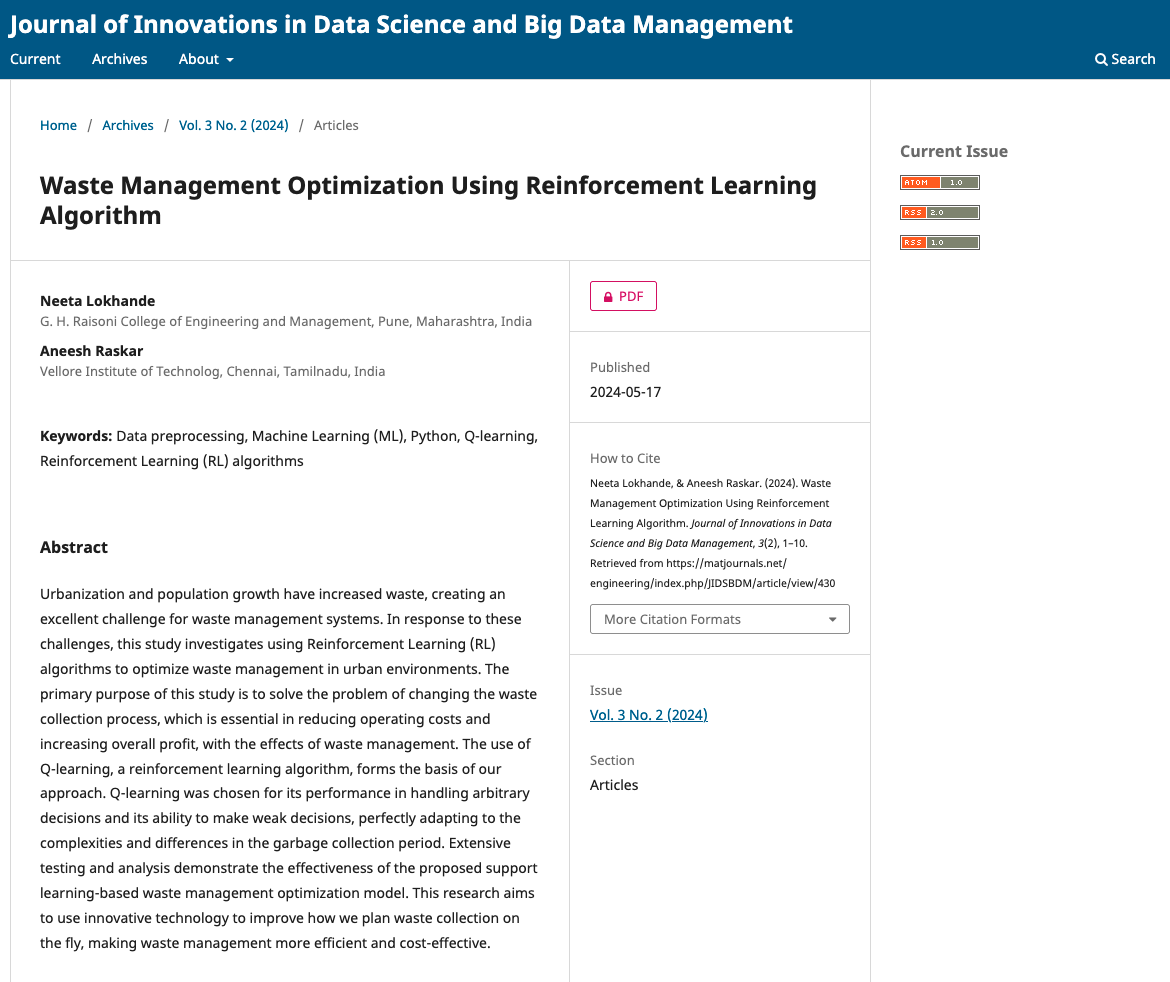 Journal of Innovations in Data Science and Big Data Management
Current Archives About Search
Home / Archives / Vol. 3 No. 2 (2024) / Articles
Waste Management Optimization Using Reinforcement Learning
Algorithm
Neeta Lokhande
G. H. Raisoni College of Engineering and Management, Pune, Maharashtra, India
Aneesh Raskar
Vellore Institute of Technolog, Chennai, Tamilnadu, India
Keywords: Data preprocessing, Machine Learning (ML), Python, Q-learning,
Reinforcement Learning (RL) algorithms
Abstract
Urbanization and population growth have increased waste, creating an
excellent challenge for waste management systems. In response to these
challenges, this study investigates using Reinforcement Learning (RL)
algorithms to optimize waste management in urban environments. The
primary purpose of this study is to solve the problem of changing the waste
collection process, which is essential in reducing operating costs and
increasing overall profit, with the effects of waste management. The use of
Q-learning, a reinforcement learning algorithm, forms the basis of our
approach. Q-learning was chosen for its performance in handling arbitrary
decisions and its ability to make weak decisions, perfectly adapting to the
complexities and differences in the garbage collection period. Extensive
testing and analysis demonstrate the effectiveness of the proposed support
learning-based waste management optimization model. This research aims
to use innovative technology to improve how we plan waste collection on
the fly, making waste management more efficient and cost-effective.
PDF
Published
2024-05-17
How to Cite
Neeta Lokhande, & Aneesh Raskar. (2024). Waste
Management Optimization Using Reinforcement
Learning Algorithm. Journal of Innovations in Data
Science and Big Data Management, 3(2), 1–10.
Retrieved from https://matjournals.net/
engineering/index.php/JIDSBDM/article/view/430
More Citation Formats
Issue
Vol. 3 No. 2 (2024)
Section
Articles
Current Issue
ATOM 1.0
RSS 2.0
RSS 1.0